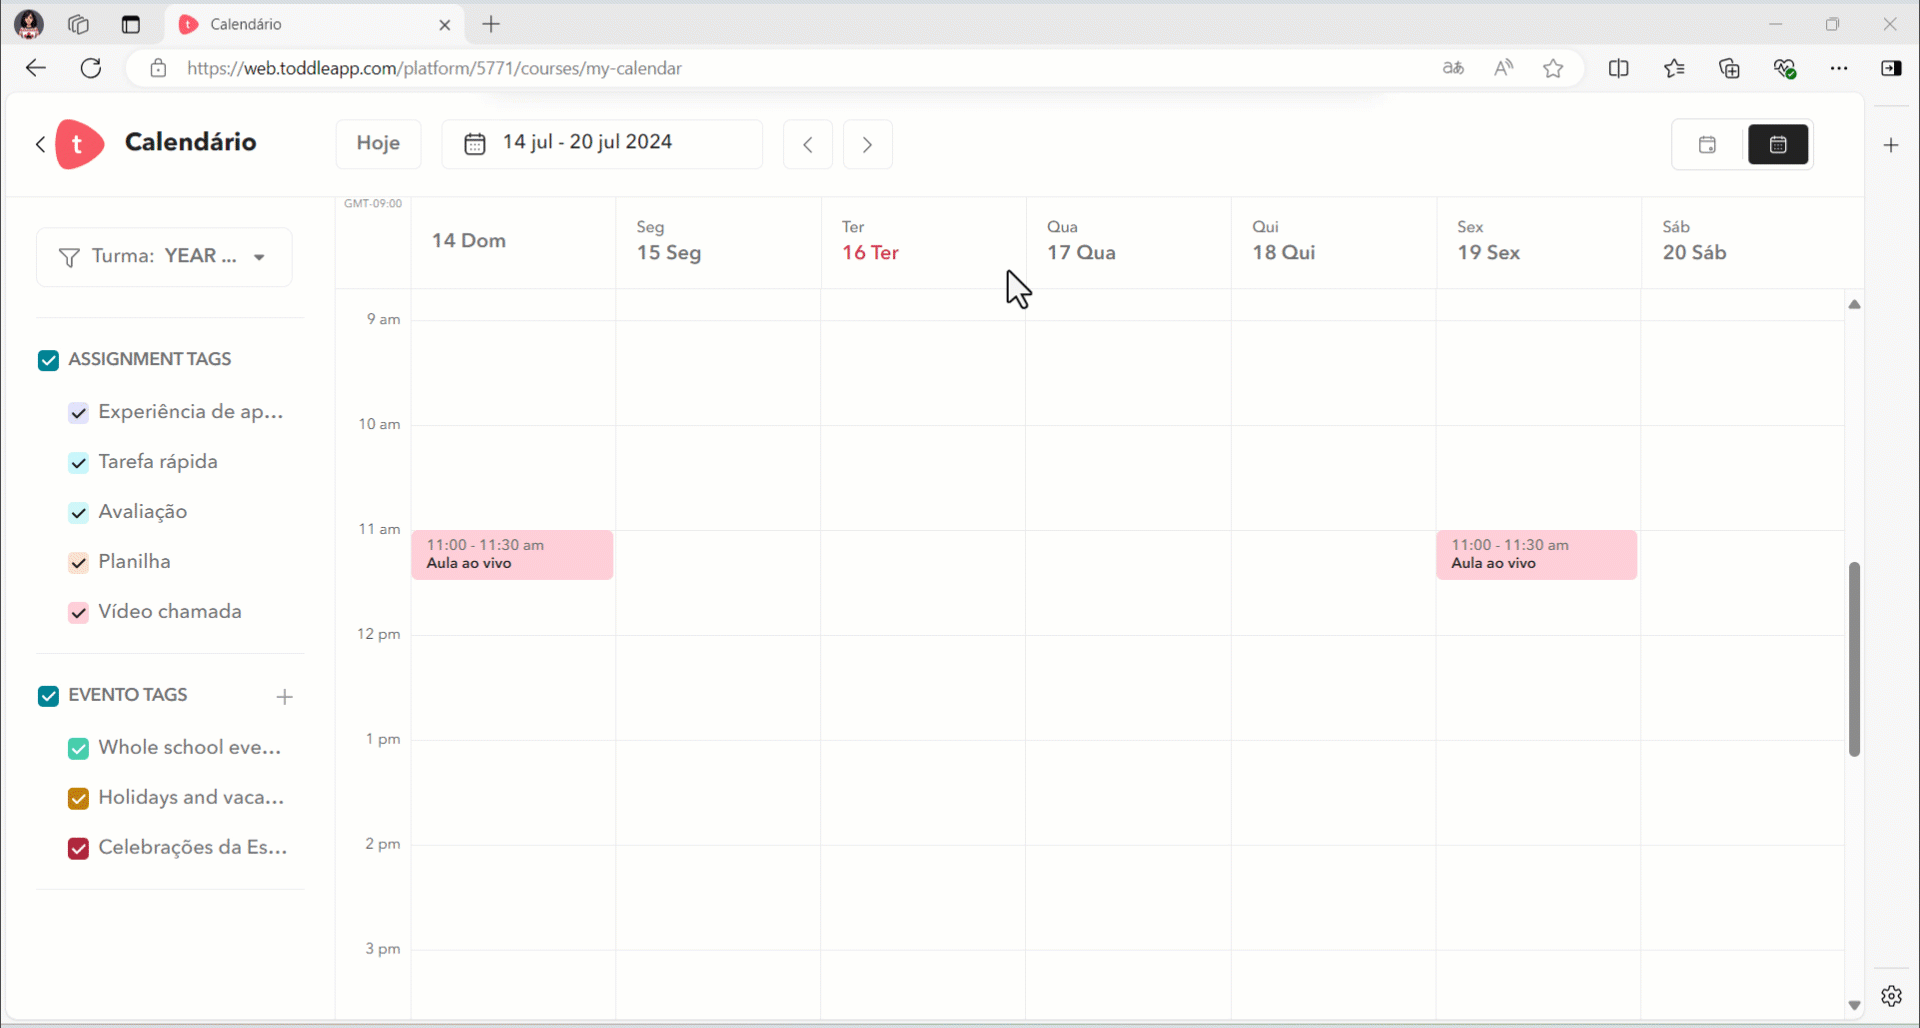 Calendário
https://web.toddleapp.com/platform/5771/courses/my-calendar
t Calendário
Hoje
14 jul - 20 jul 2024
GMT-09:00
14 Dom
Seg
15 Seg
Ter
16 Ter
Qua
17 Qua
Qui
18 Qui
Sex
19 Sex
Sáb
20 Sáb
Turma: YEAR ...
ASSIGNMENT TAGS
Experiência de ap...
Tarefa rápida
Avaliação
Planilha
Vídeo chamada
EVENTO TAGS
Whole school eve...
Holidays and vaca...
Celebrações da Es...
9 am
10 am
11 am
11:00 - 11:30 am
Aula ao vivo
11:00 - 11:30 am
Aula ao vivo
12 pm
1 pm
2 pm
3 pm